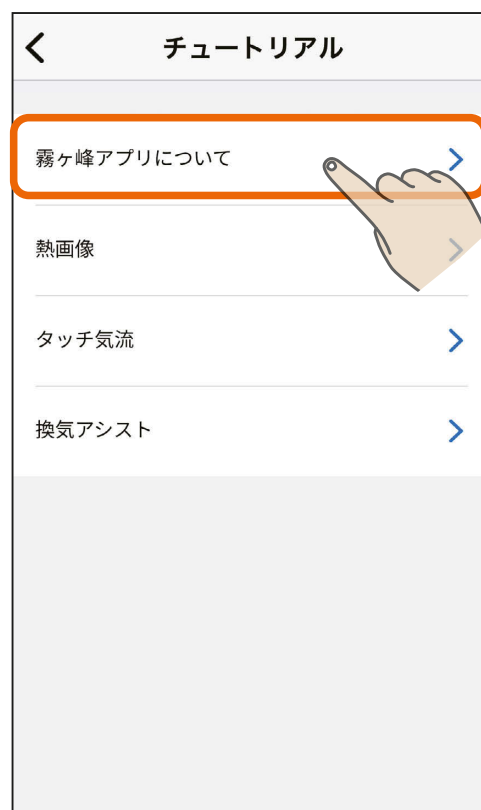 チュートリアル
霧ヶ峰アプリについて
熱画像
タッチ気流
換気アシスト